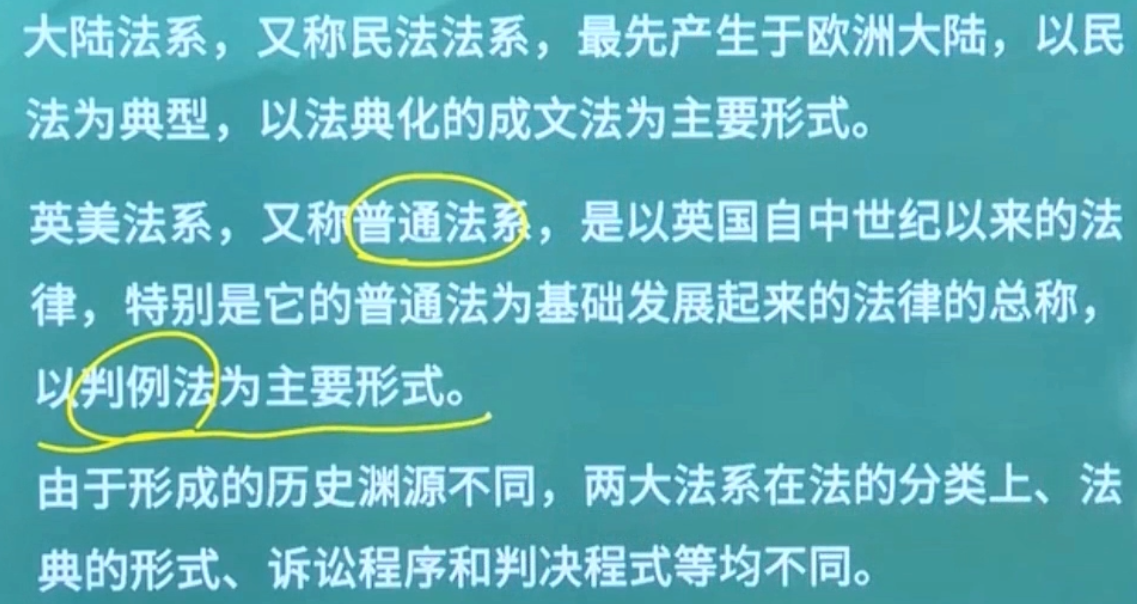 大陆法系，又称民法法系，最先产生于欧洲大陆，以民
法为典型，以法典化的成文法为主要形式。
英美法系，又称普通法系，是以英国自中世纪以来的法
律，特别是它的普通法为基础发展起来的法律的总称，
以判例法为主要形式。
由于形成的历史渊源不同，两大法系在法的分类上、法
典的形式、诉讼程序和判决程式等均不同。